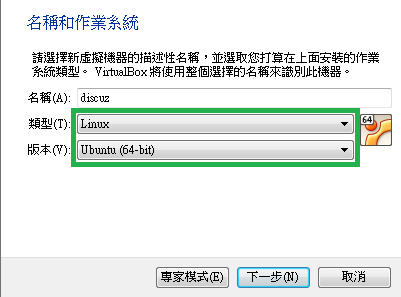 名稱和作業系統
請選擇新虛擬機器的描述性名稱，並選取您打算在上面安裝的作業
系統類型。VirtualBox 將使用整個選擇的名稱來識別此機器。
名稱(A): discuz
類型(T): Linux
64
版本(V): Ubuntu (64-bit)
專家模式(E) 下一步(N) 取消